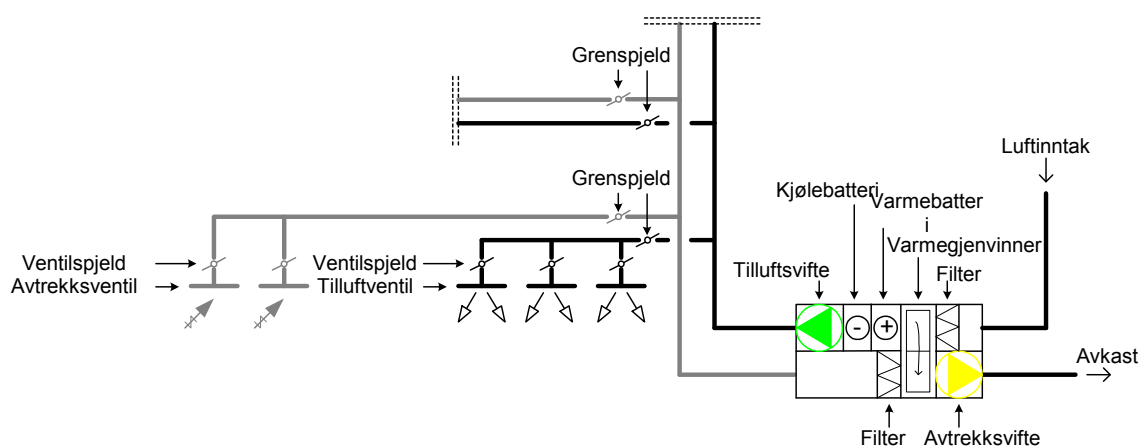 Grenspjeld
Luftinntak
Grenspjeld
Kjølebatteri
Varmebatter
i
Varmegjenvinner
Ventilspjeld
Avtrekksventil
Ventilspjeld
Tilluftventil
Tilluftsvifte
Filter
-
+
Avkast
Filter
Avtrekksvifte